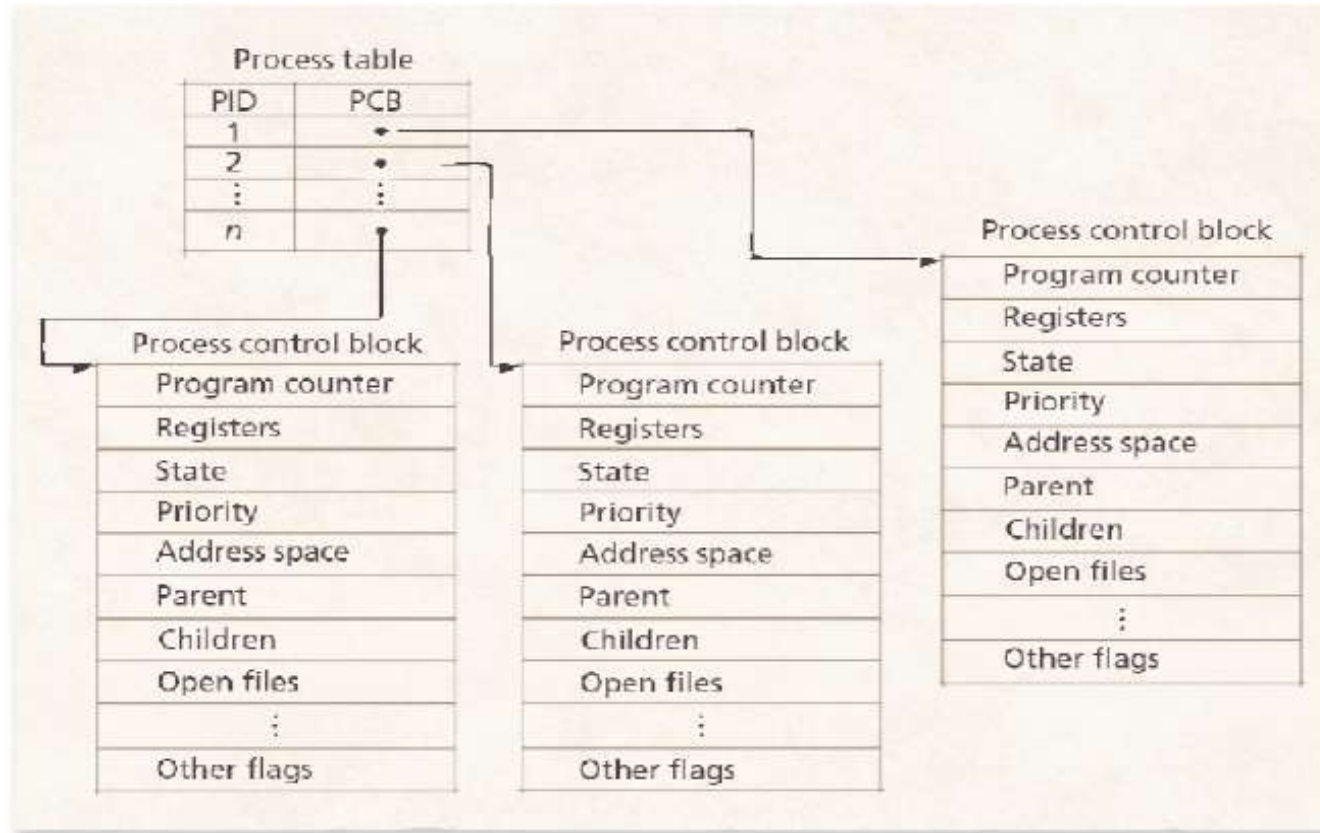 Process table
PID PCB
1
2
⋮ ⋮
n
Process control block
Program counter
Registers
State
Priority
Address space
Parent
Children
Open files
⋮
Other flags
Process control block
Program counter
Registers
State
Priority
Address space
Parent
Children
Open files
⋮
Other flags
Process control block
Program counter
Registers
State
Priority
Address space
Parent
Children
Open files
⋮
Other flags